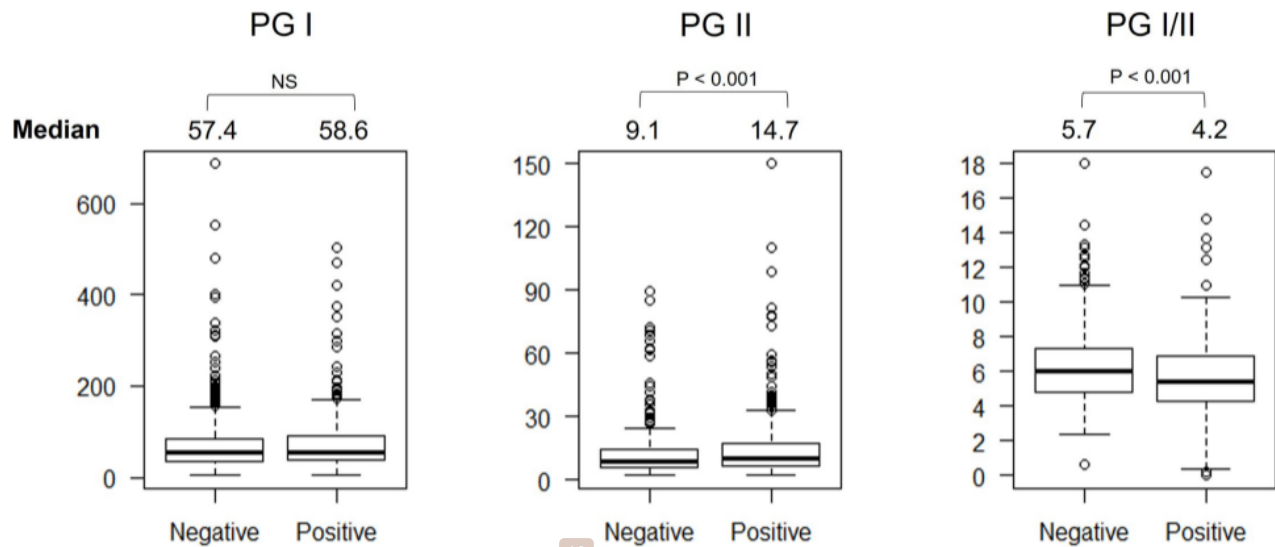 PG I
PG II
PG I/II
NS
P < 0.001
P < 0.001
Median
57.4
58.6
9.1
14.7
5.7
4.2
600
400
200
0
150
120
90
60
30
0
18
16
14
12
10
8
6
4
2
0
Negative
Positive
Negative
Positive
Negative
Positive